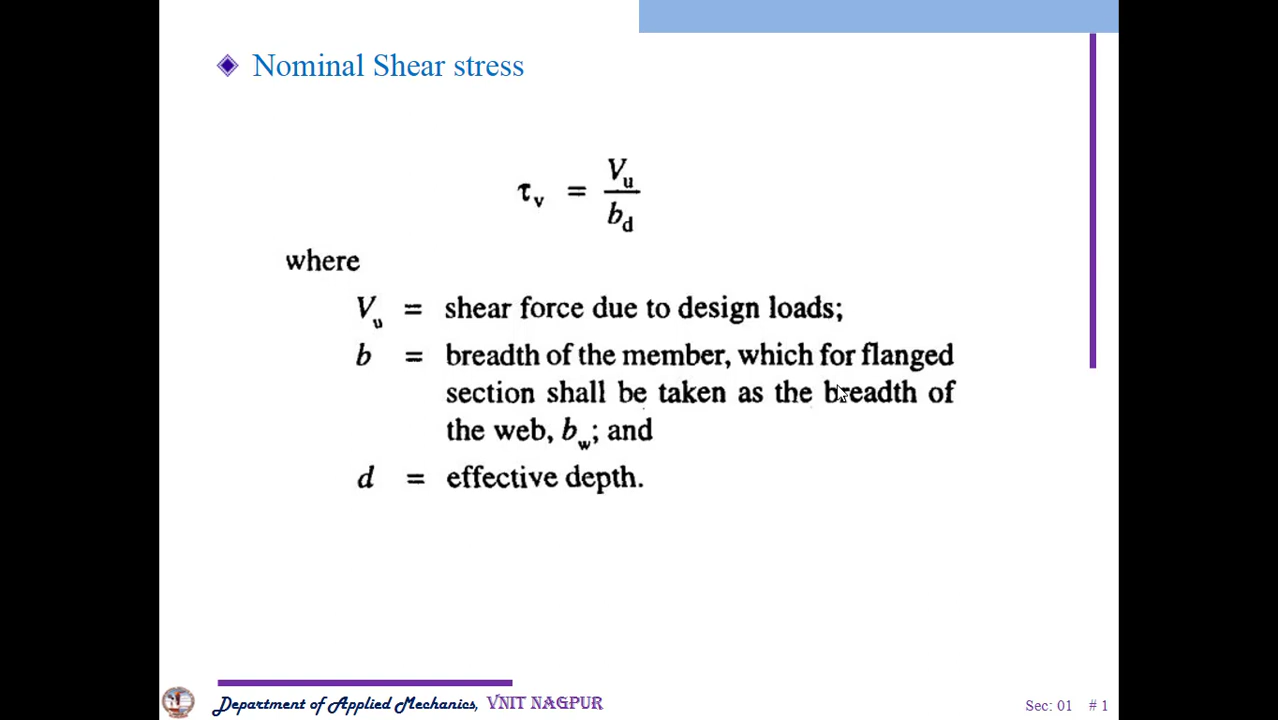 Nominal Shear stress
τv = Vu / bd
where
Vu = shear force due to design loads;
b = breadth of the member, which for flanged
section shall be taken as the breadth of
the web, bw; and
d = effective depth.
Department of Applied Mechanics, VNIT NAGPUR
Sec: 01 # 1